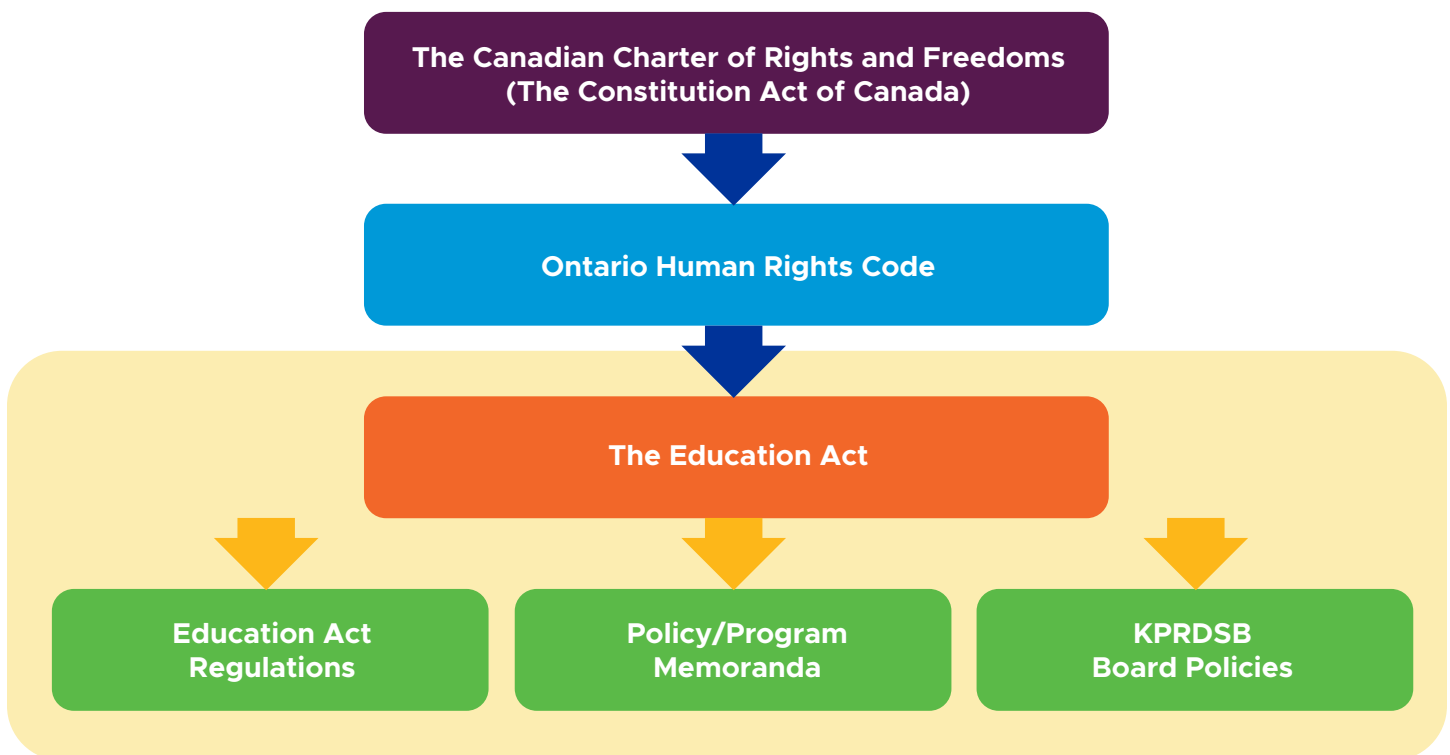 The Canadian Charter of Rights and Freedoms
(The Constitution Act of Canada)
Ontario Human Rights Code
The Education Act
Education Act
Regulations
Policy/Program
Memoranda
KPRDSB
Board Policies